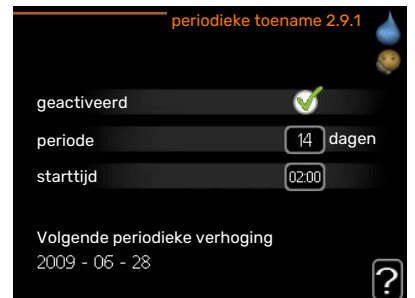 periodieke toename 2.9.1
geactiveerd
periode 14 dagen
starttijd 02:00
Volgende periodieke verhoging
2009 - 06 - 28
?